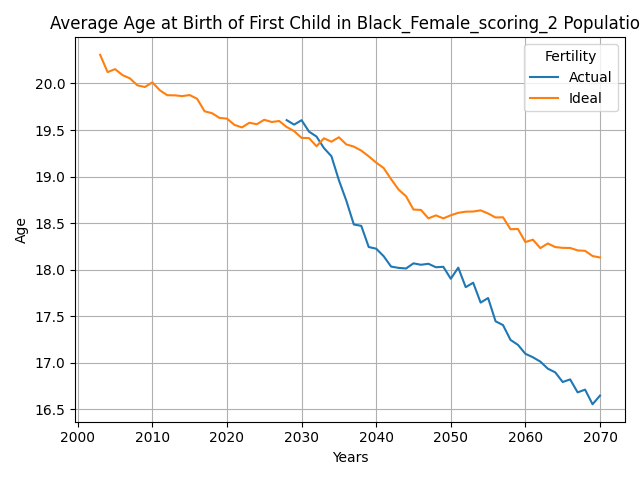 Average Age at Birth of First Child in Black_Female_scoring_2 Populatio
Fertility
Actual
Ideal
Age
20.0
19.5
19.0
18.5
18.0
17.5
17.0
16.5
2000 2010 2020 2030 2040 2050 2060 2070
Years